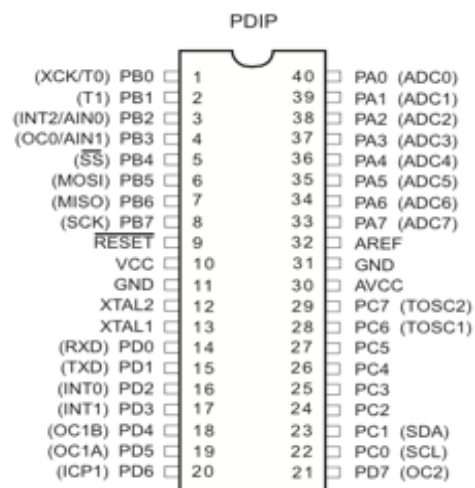 PDIP
(XCK/T0) PB0 1 40 PA0 (ADC0)
(T1) PB1 2 39 PA1 (ADC1)
(INT2/AIN0) PB2 3 38 PA2 (ADC2)
(OC0/AIN1) PB3 4 37 PA3 (ADC3)
(SS) PB4 5 36 PA4 (ADC4)
(MOSI) PB5 6 35 PA5 (ADC5)
(MISO) PB6 7 34 PA6 (ADC6)
(SCK) PB7 8 33 PA7 (ADC7)
RESET 9 32 AREF
VCC 10 31 GND
GND 11 30 AVCC
XTAL2 12 29 PC7 (TOSC2)
XTAL1 13 28 PC6 (TOSC1)
(RXD) PD0 14 27 PC5
(TXD) PD1 15 26 PC4
(INT0) PD2 16 25 PC3
(INT1) PD3 17 24 PC2
(OC1B) PD4 18 23 PC1 (SDA)
(OC1A) PD5 19 22 PC0 (SCL)
(ICP1) PD6 20 21 PD7 (OC2)